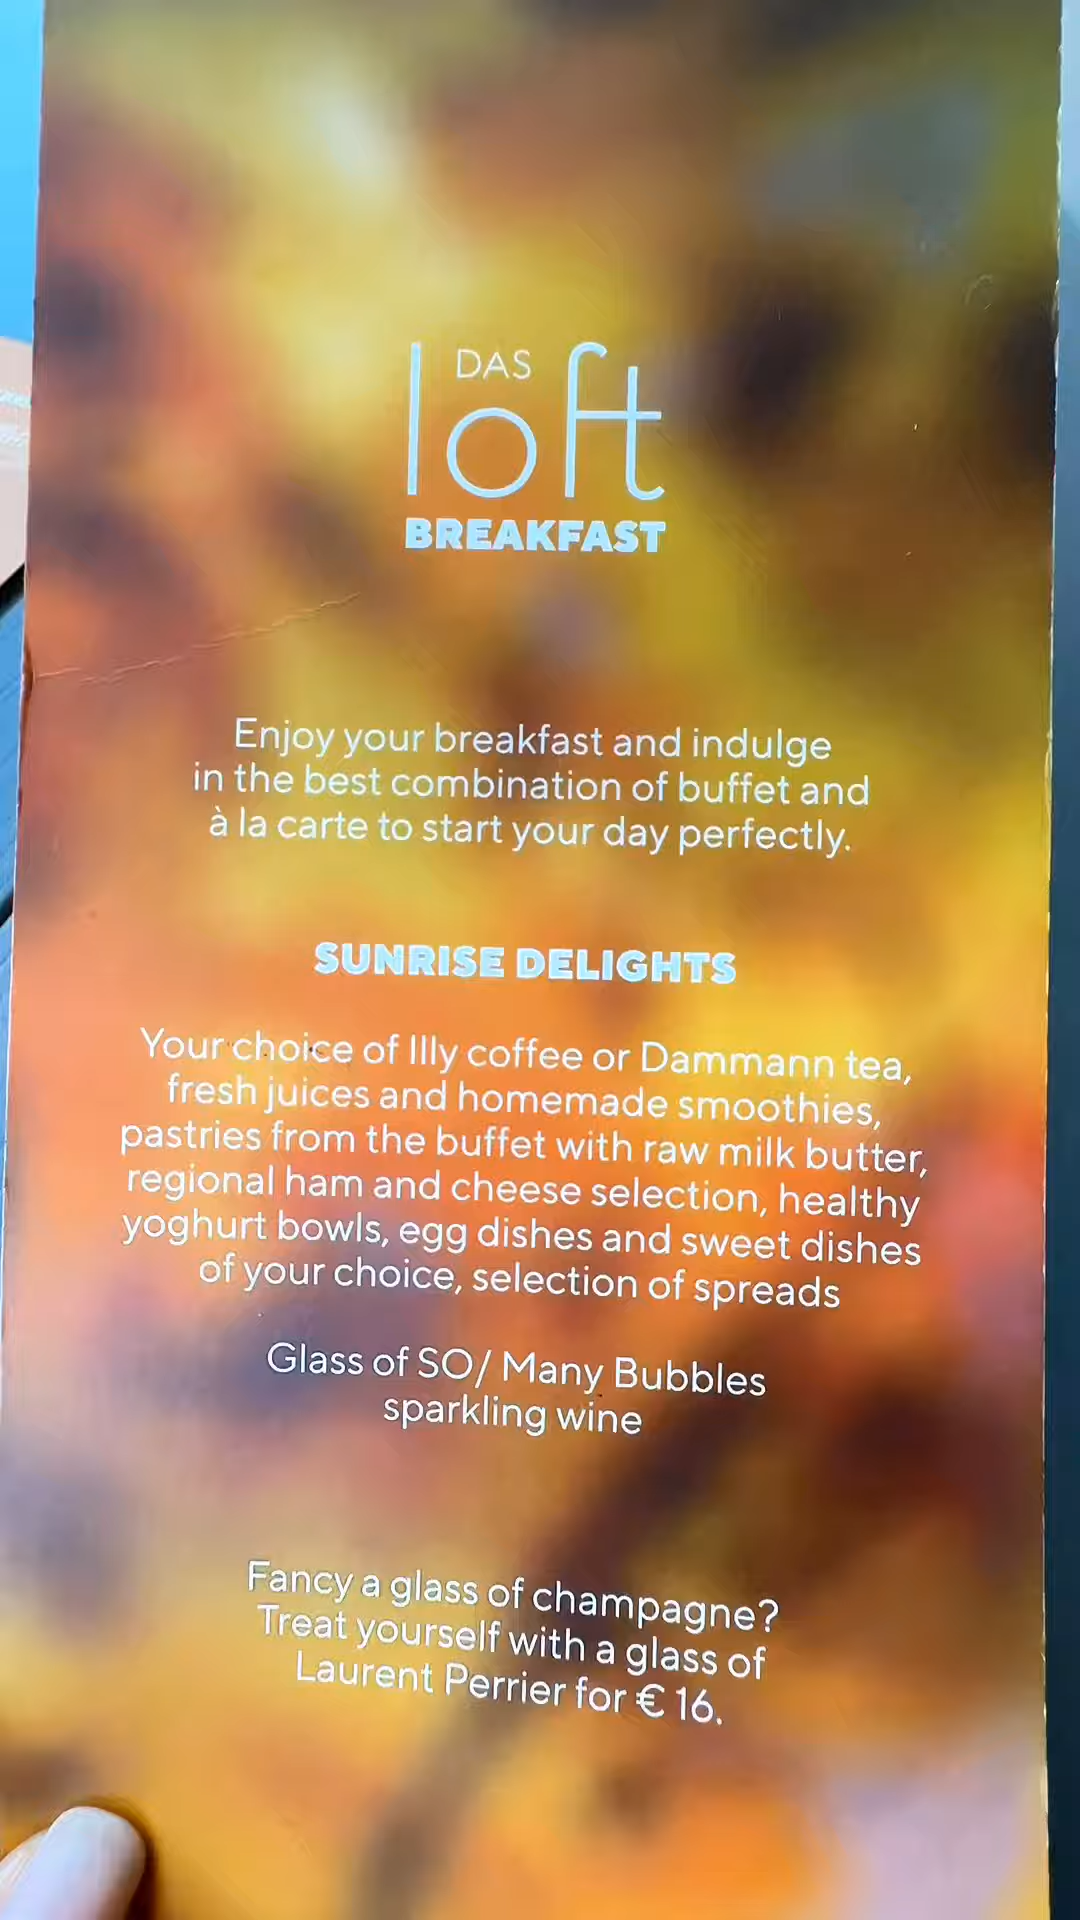 DAS
loft
BREAKFAST
Enjoy your breakfast and indulge
in the best combination of buffet and
à la carte to start your day perfectly.
SUNRISE DELIGHTS
Your choice of Illy coffee or Dammann tea,
fresh juices and homemade smoothies,
pastries from the buffet with raw milk butter,
regional ham and cheese selection, healthy
yoghurt bowls, egg dishes and sweet dishes
of your choice, selection of spreads
Glass of SO/ Many Bubbles
sparkling wine
Fancy a glass of champagne?
Treat yourself with a glass of
Laurent Perrier for € 16.